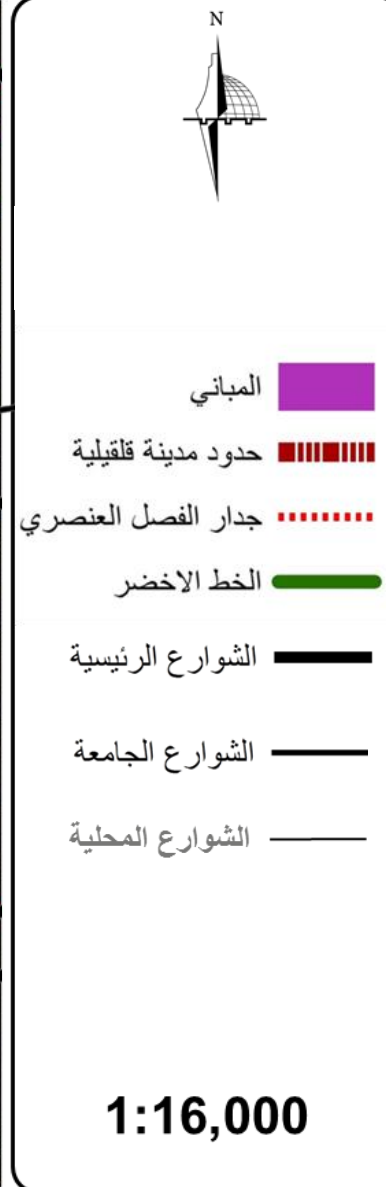 N
المباني
حدود مدينة قلقيلية
جدار الفصل العنصري
الخط الاخضر
الشوارع الرئيسية
الشوارع الجامعة
الشوارع المحلية
1:16,000